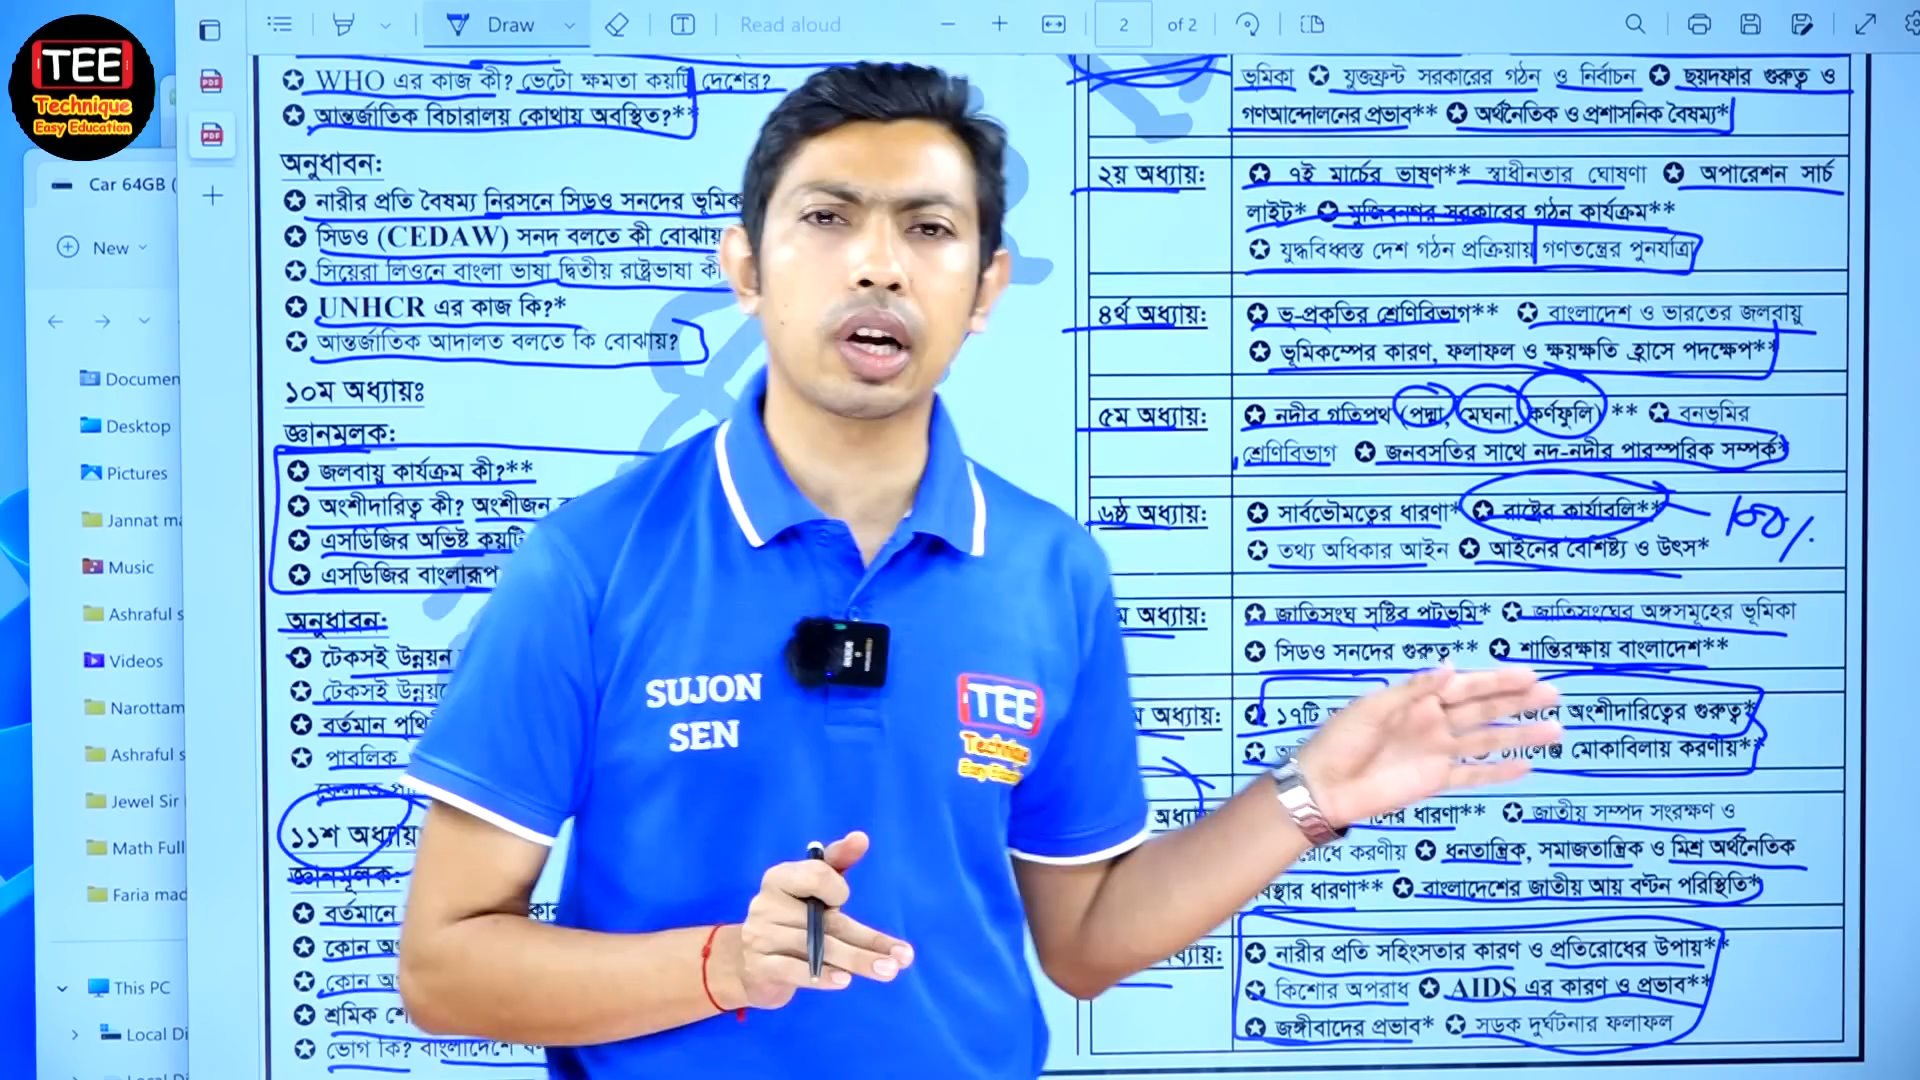 TEE
Technique
Easy Education
Draw
Read aloud
2
of 2
Car 64GB (
New
Documen
Desktop
Pictures
Jannat ma
Music
Ashraful s
Videos
Narottam
Ashraful s
Jewel Sir
Math Full
Faria mad
This PC
Local Di
WHO এর কাজ কী? ভেটো ক্ষমতা কয়টি দেশের?
আন্তর্জাতিক বিচারালয় কোথায় অবস্থিত?**
অনুধাবন:
নারীর প্রতি বৈষম্য নিরসনে সিডও সনদের ভূমিক
সিডও (CEDAW) সনদ বলতে কী বোঝায়
সিয়েরা লিওনে বাংলা ভাষা দ্বিতীয় রাষ্ট্রভাষা কী
UNHCR এর কাজ কি?*
আন্তর্জাতিক আদালত বলতে কি বোঝায়?
১০ম অধ্যায়ঃ
জ্ঞানমূলক:
জলবায়ু কার্যক্রম কী?**
অংশীদারিত্ব কী? অংশীজন
এসডিজির অভিষ্ট কয়টি
এসডিজির বাংলারূপ
অনুধাবন:
টেকসই উন্নয়ন
টেকসই উন্নয়
বর্তমান পৃথি
পাবলিক
১১শ অধ্যায়
জ্ঞানমূলক:
বর্তমানে
কোন অ
কোন অ
শ্রমিক শে
ভোগ কি? বাংলাদেশে
ভূমিকা যুক্তফ্রন্ট সরকারের গঠন ও নির্বাচন ছয়দফার গুরুত্ব ও
গণআন্দোলনের প্রভাব** অর্থনৈতিক ও প্রশাসনিক বৈষম্য*
২য় অধ্যায়: ৭ই মার্চের ভাষণ** স্বাধীনতার ঘোষণা অপারেশন সার্চ
লাইট* মুজিবনগর সরকারের গঠন কার্যক্রম**
যুদ্ধবিধ্বস্ত দেশ গঠন প্রক্রিয়ায় গণতন্ত্রের পুনর্যাত্রা
৪র্থ অধ্যায়: ভূ-প্রকৃতির শ্রেণিবিভাগ** বাংলাদেশ ও ভারতের জলবায়ু
ভূমিকম্পের কারণ, ফলাফল ও ক্ষয়ক্ষতি হ্রাসে পদক্ষেপ**
৫ম অধ্যায়: নদীর গতিপথ (পদ্মা, মেঘনা, কর্ণফুলি) ** বনভূমির
শ্রেণিবিভাগ জনবসতির সাথে নদ-নদীর পারস্পরিক সম্পর্ক*
৬ষ্ঠ অধ্যায়: সার্বভৌমত্বের ধারণা* রাষ্ট্রের কার্যাবলি** ১০০%
তথ্য অধিকার আইন আইনের বৈশিষ্ট্য ও উৎস*
ম অধ্যায়: জাতিসংঘ সৃষ্টির পটভূমি* জাতিসংঘের অঙ্গসমূহের ভূমিকা
সিডও সনদের গুরুত্ব** শান্তিরক্ষায় বাংলাদেশ**
ম অধ্যায়: ১৭টি র্জনে অংশীদারিত্বের গুরুত্ব*
চ্যালেঞ্জ মোকাবিলায় করণীয়**
অধ্যায় দের ধারণা** জাতীয় সম্পদ সংরক্ষণ ও
রোধে করণীয় ধনতান্ত্রিক, সমাজতান্ত্রিক ও মিশ্র অর্থনৈতিক
বস্থার ধারণা** বাংলাদেশের জাতীয় আয় বণ্টন পরিস্থিতি*
ধ্যায়: নারীর প্রতি সহিংসতার কারণ ও প্রতিরোধের উপায়**
কিশোর অপরাধ AIDS এর কারণ ও প্রভাব**
জঙ্গীবাদের প্রভাব* সড়ক দুর্ঘটনার ফলাফল
SUJON
SEN
TEE
Technique
Easy Educa